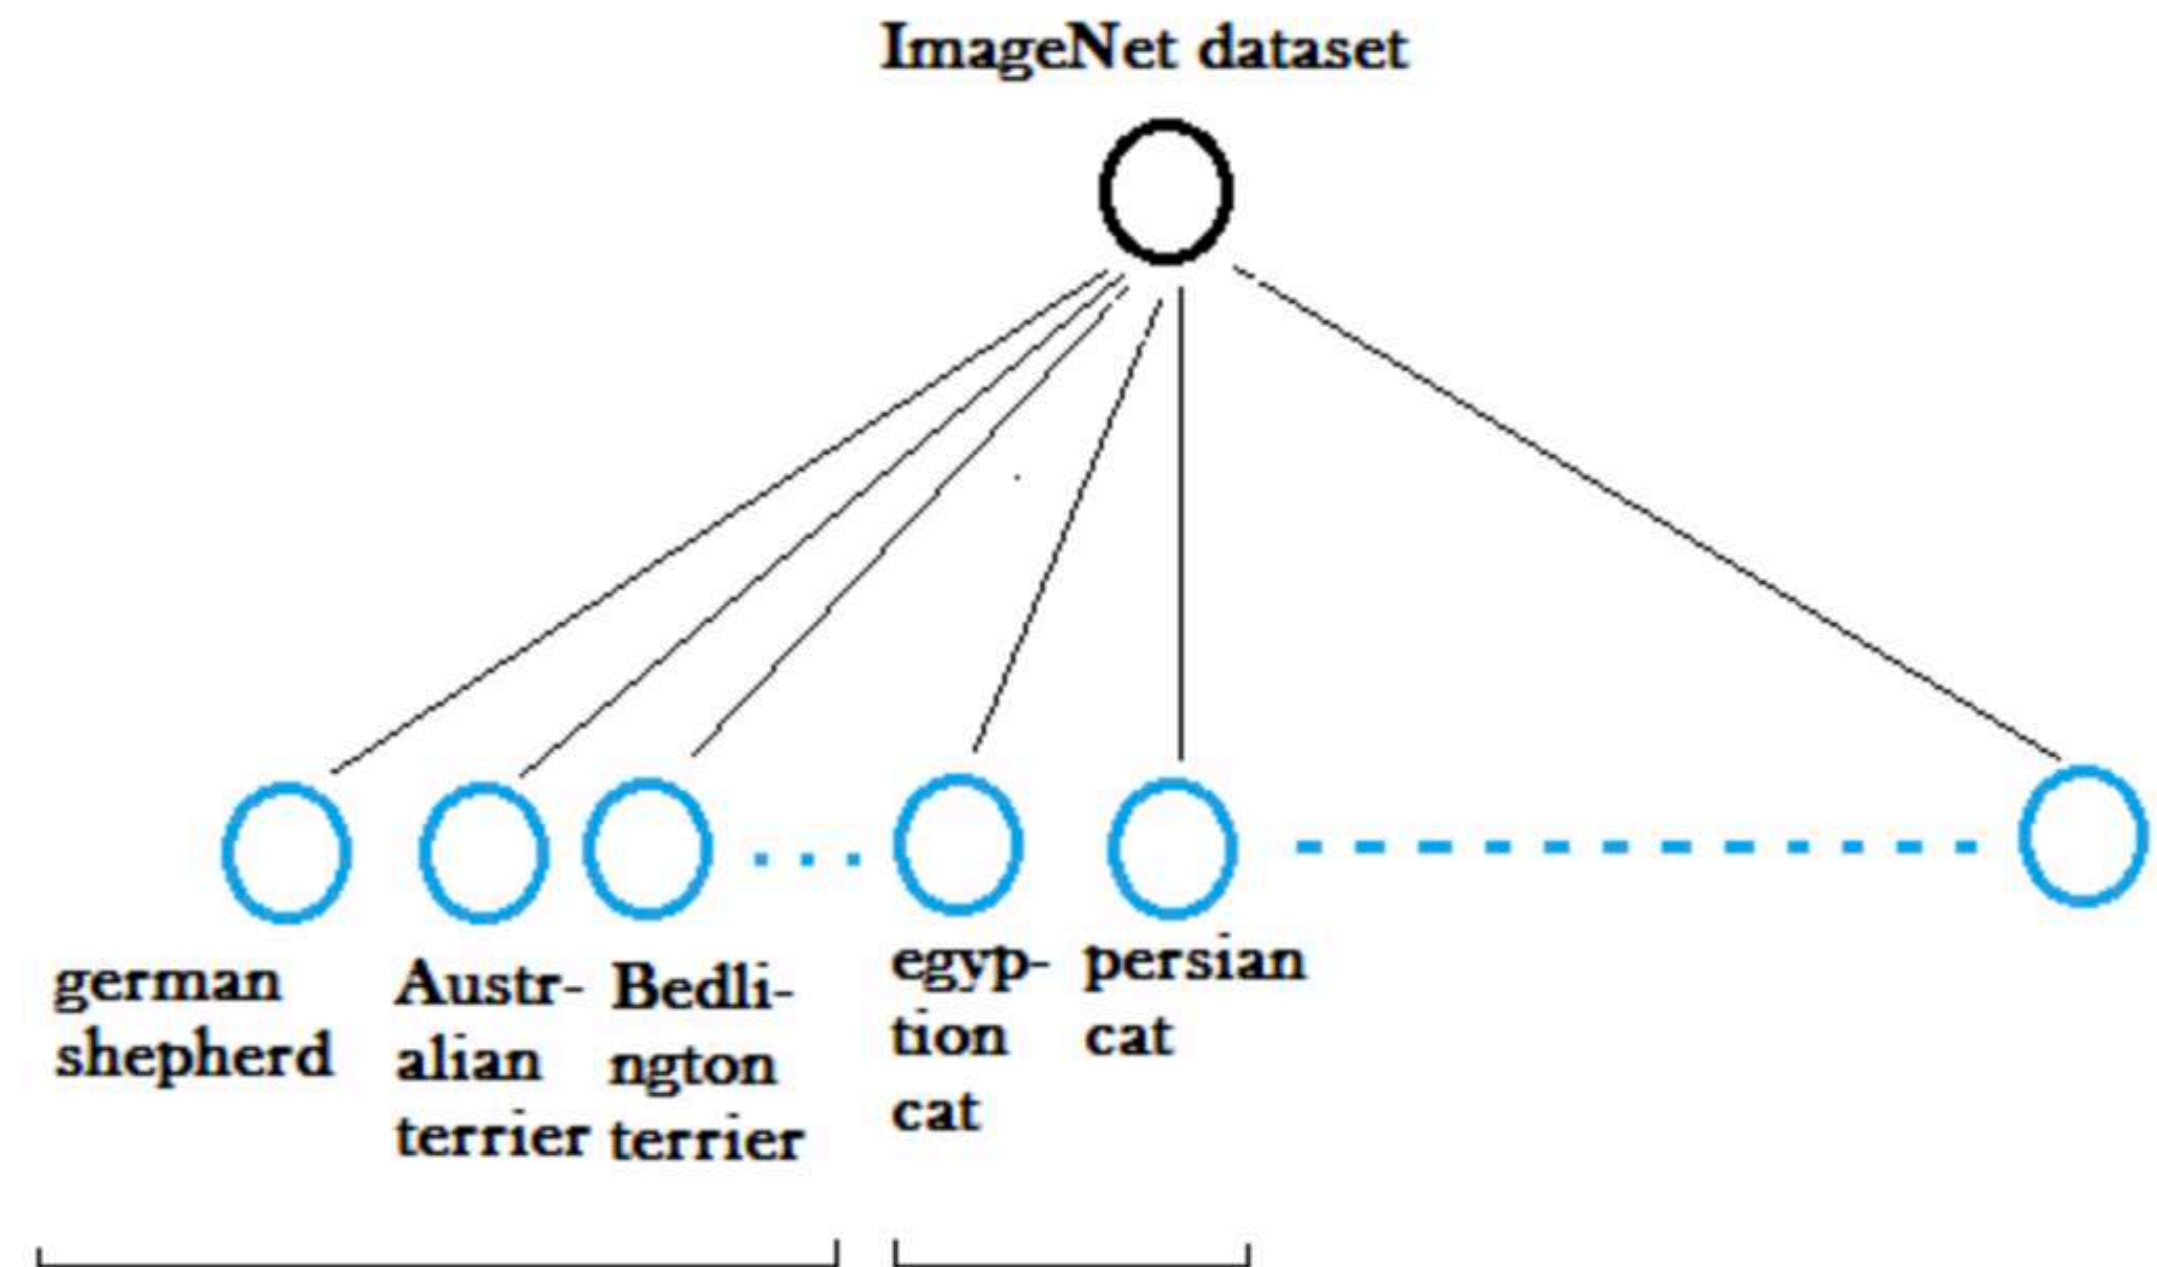 ImageNet dataset
german
shepherd
Austr-
alian
terrier
Bedli-
ngton
terrier
egyp-
tion
cat
persian
cat